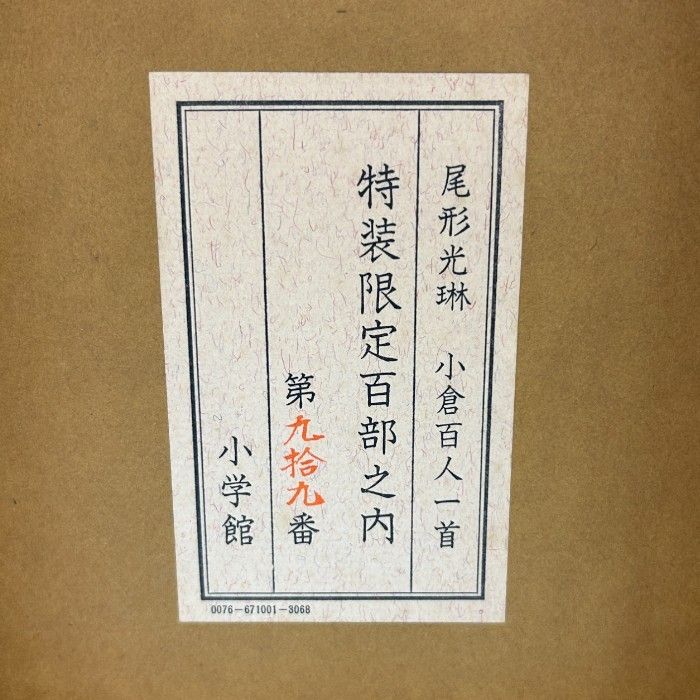 尾形光琳　小倉百人一首
特装限定百部之内
第九拾九番
小学館
0076−671001−3068